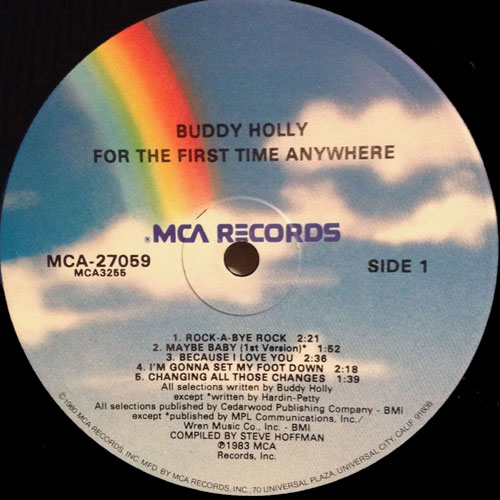 BUDDY HOLLY
FOR THE FIRST TIME ANYWHERE
®MCA RECORDS
MCA-27059
MCA3255
SIDE 1
1. ROCK-A-BYE ROCK 2:21
2. MAYBE BABY (1st Version)* 1:52
3. BECAUSE I LOVE YOU 2:36
4. I'M GONNA SET MY FOOT DOWN 2:18
5. CHANGING ALL THOSE CHANGES 1:39
All selections written by Buddy Holly
except *written by Hardin-Petty
All selections published by Cedarwood Publishing Company - BMI
except *published by MPL Communications, Inc./
Wren Music Co., Inc. - BMI
COMPILED BY STEVE HOFFMAN
℗1983 MCA
Records, Inc.
©1980 MCA RECORDS, INC. MFD. BY MCA RECORDS, INC., 70 UNIVERSAL PLAZA, UNIVERSAL CITY, CALIF. 91608